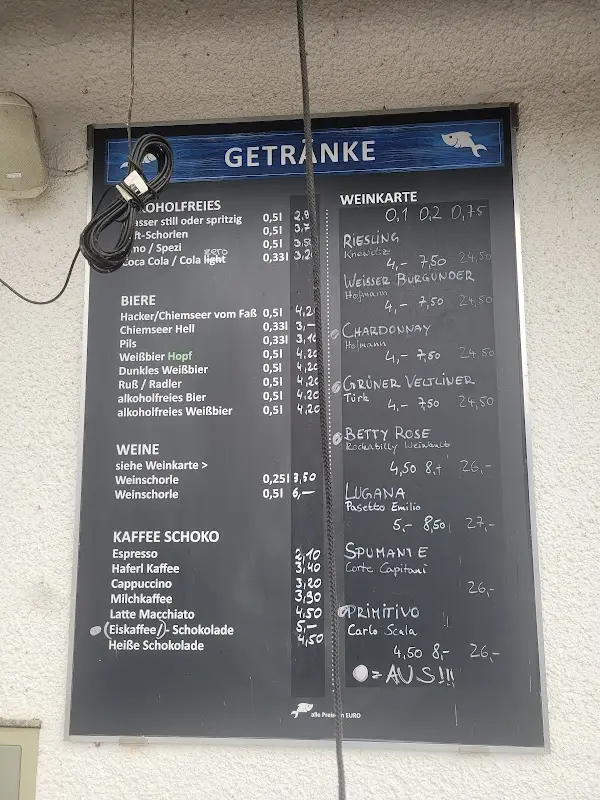 GETRÄNKE
KOHOLFREIES
asser still oder spritzig 0,5l
ft-Schorlen 0,5l
mo / Spezi 0,5l
zero
Coca Cola / Cola light 0,33l
BIERE
Hacker/Chiemseer vom Faß 0,5l 4,20
Chiemseer Hell 0,33l 3,-
Pils 0,33l 3,10
Weißbier Hopf 0,5l 4,20
Dunkles Weißbier 0,5l 4,20
Ruß / Radler 0,5l 4,20
alkoholfreies Bier 0,5l 4,20
alkoholfreies Weißbier 0,5l 4,20
WEINE
siehe Weinkarte >
Weinschorle 0,25l 3,50
Weinschorle 0,5l 6,-
KAFFEE SCHOKO
Espresso 2,10
Haferl Kaffee 3,40
Cappuccino 3,20
Milchkaffee 3,90
Latte Macchiato 4,50
(Eiskaffee/)- Schokolade 5,-
Heiße Schokolade 4,50
WEINKARTE
0,1 0,2 0,75
RIESLING
4,- 7,50 24,50
WEISSER BURGUNDER
Hofmann
4,- 7,50 24,50
CHARDONNAY
Hofmann
4,- 7,50 24,50
GRÜNER VELTLINER
Türk
4,- 7,50 24,50
BETTY ROSE
Rockabilly
4,50 8,- 26,-
LUGANA
Pasetto Emilio
5,- 8,50 27,-
SPUMANTE
Corte Capitani
26,-
PRIMITIVO
Carlo Scala
4,50 8,- 26,-
= AUS!!!
alle Preise in EURO